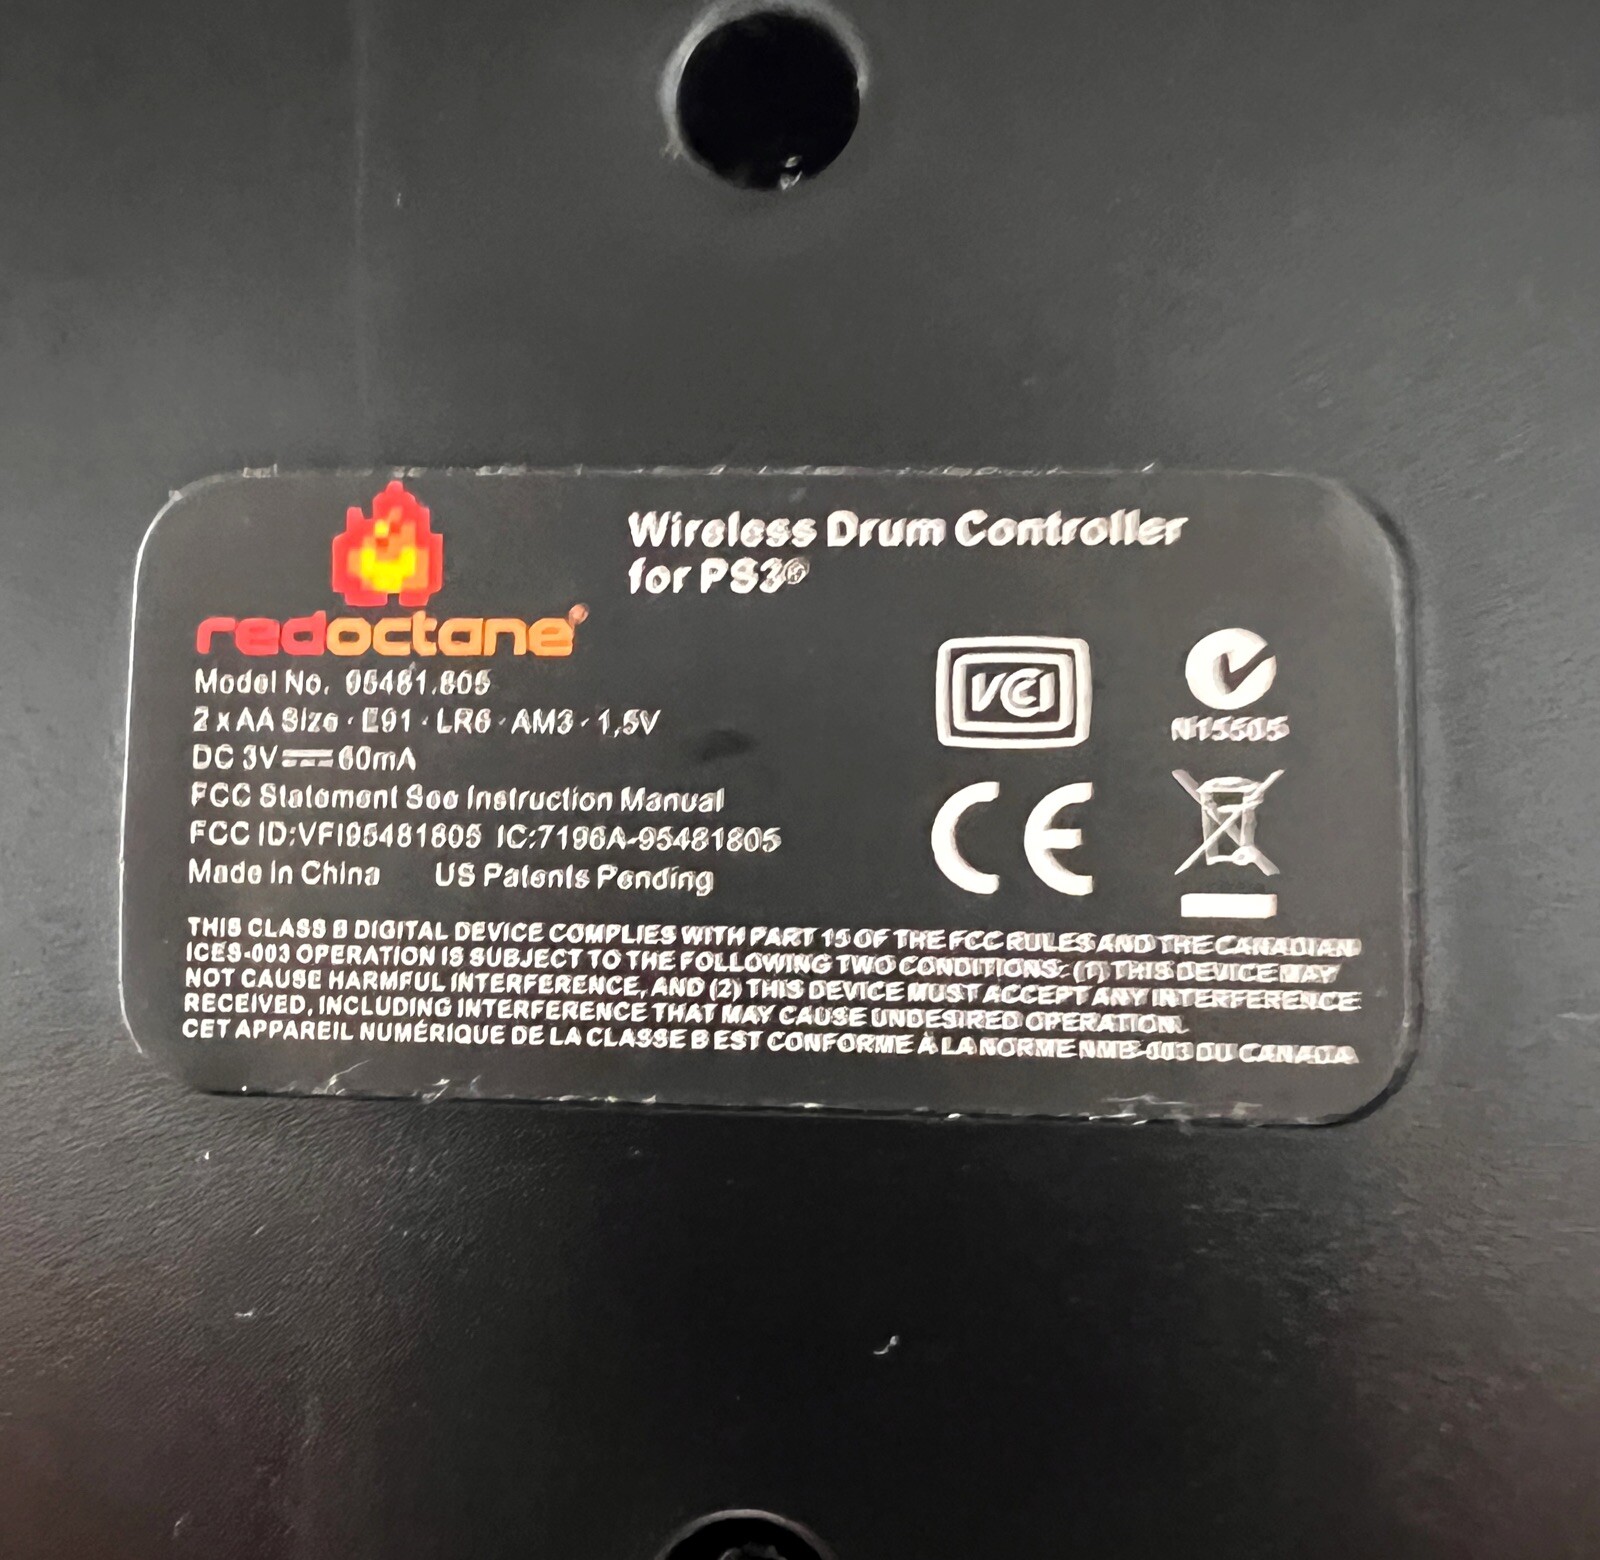 Wireless Drum Controller
for PS3®
redoctane®
Model No. 95481.805
2 x AA Size · E91 · LR6 · AM3 · 1,5V
DC 3V 60mA
FCC Statement See Instruction Manual
FCC ID:VFI95481805 IC:7196A-95481805
Made in China US Patents Pending
VCI
N15505
CE
THIS CLASS B DIGITAL DEVICE COMPLIES WITH PART 15 OF THE FCC RULES AND THE CANADIAN
ICES-003 OPERATION IS SUBJECT TO THE FOLLOWING TWO CONDITIONS: (1) THIS DEVICE MAY
NOT CAUSE HARMFUL INTERFERENCE, AND (2) THIS DEVICE MUST ACCEPT ANY INTERFERENCE
RECEIVED, INCLUDING INTERFERENCE THAT MAY CAUSE UNDESIRED OPERATION.
CET APPAREIL NUMÉRIQUE DE LA CLASSE B EST CONFORME À LA NORME NMB-003 DU CANADA